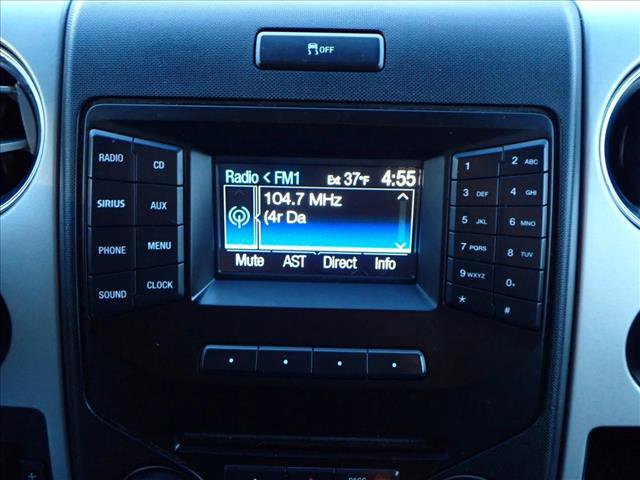 OFF
RADIO CD
SIRIUS AUX
PHONE MENU
SOUND CLOCK
Radio < FM1 Ext 37°F 4:55
104.7 MHz
(4r Da
Mute AST Direct Info
1 2 ABC
3 DEF 4 GHI
5 JKL 6 MNO
7 PQRS 8 TUV
9 WXYZ 0+
* #
PASS